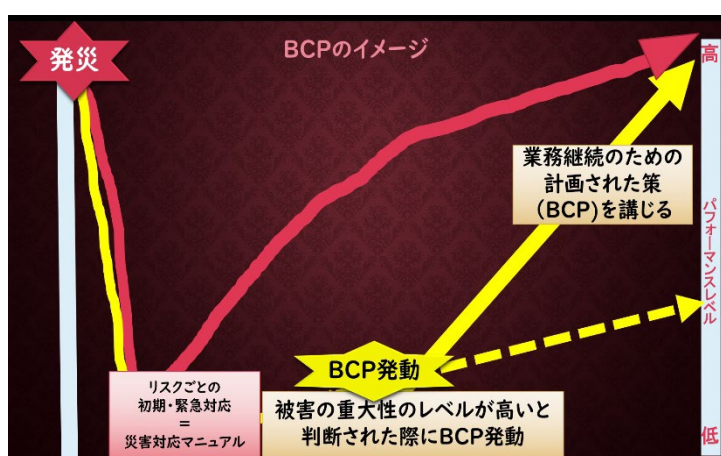 発災
BCPのイメージ
高
業務継続のための
計画された策
(BCP)を講じる
パフォーマンスレベル
BCP発動
リスクごとの
初期・緊急対応
＝
災害対応マニュアル
被害の重大性のレベルが高いと
判断された際にBCP発動
低